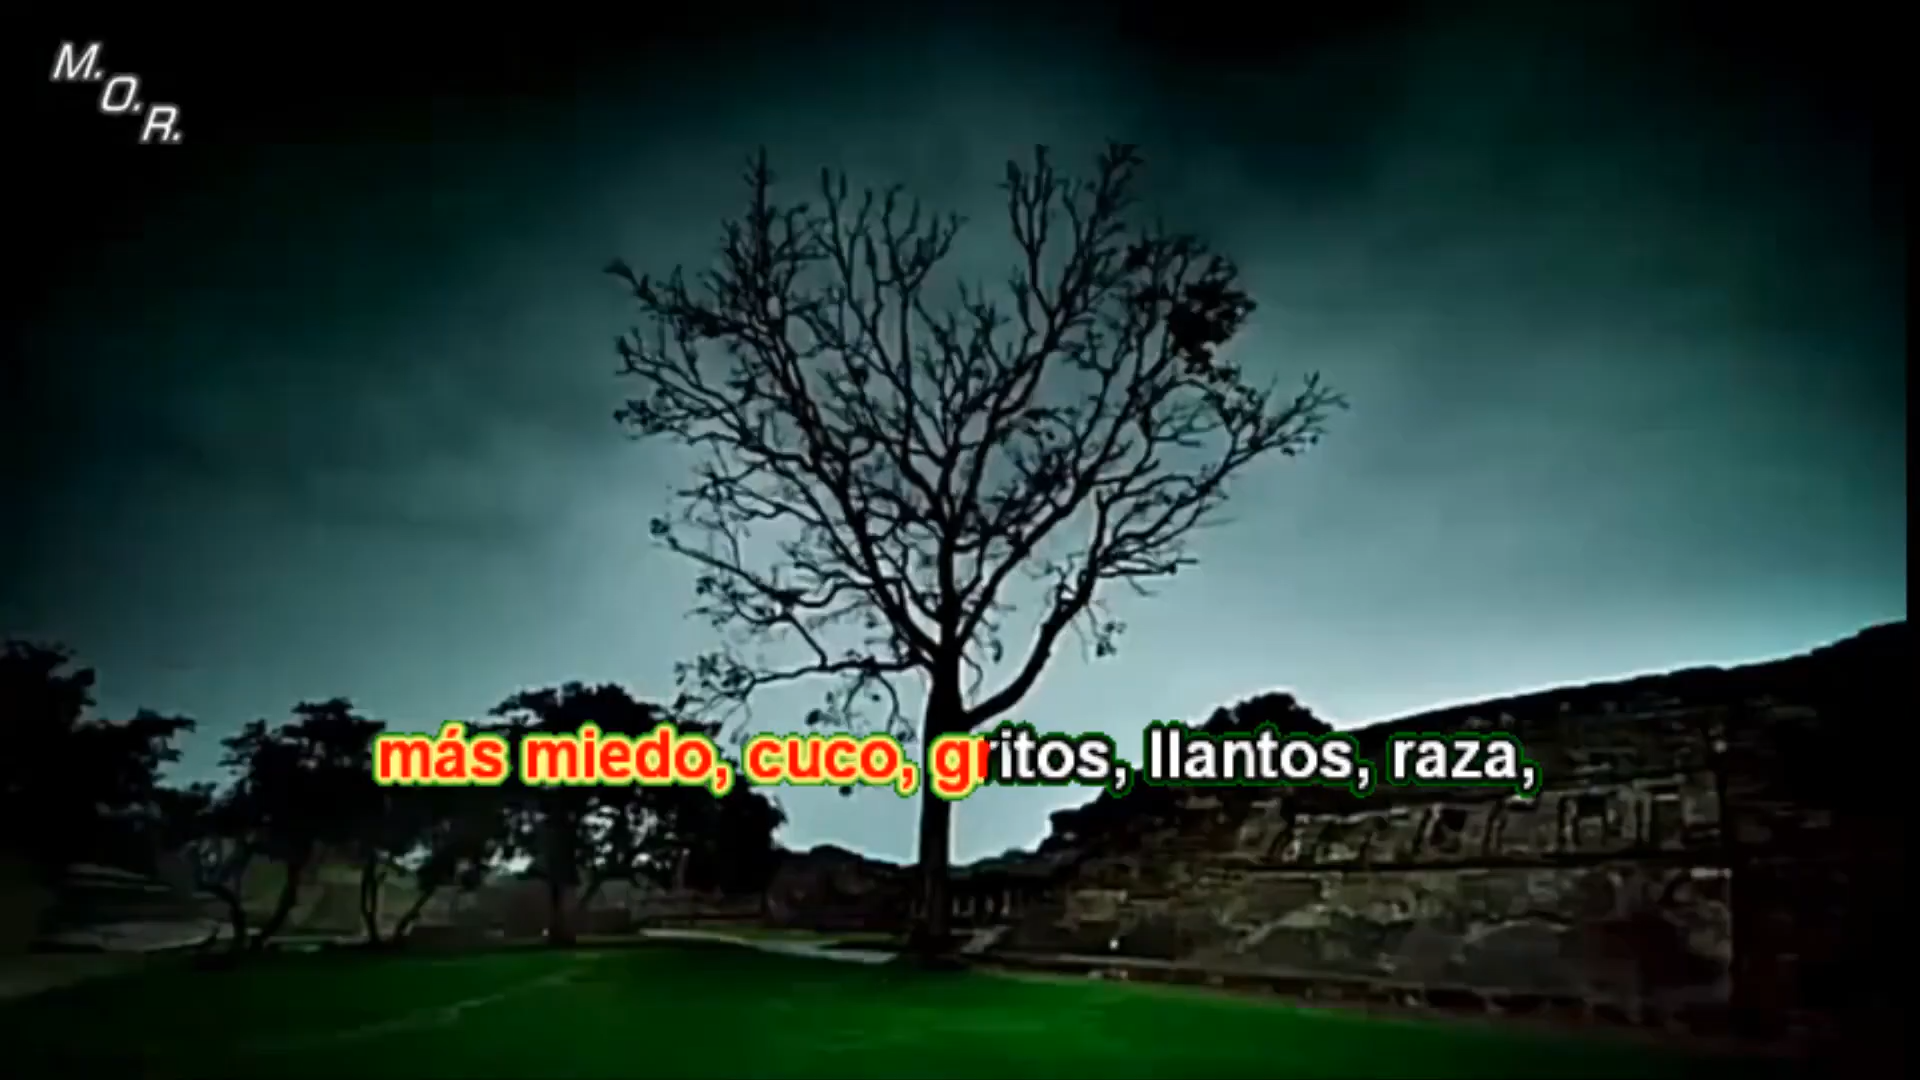 M.
O.
R.
más miedo, cuco, gritos, llantos, raza,